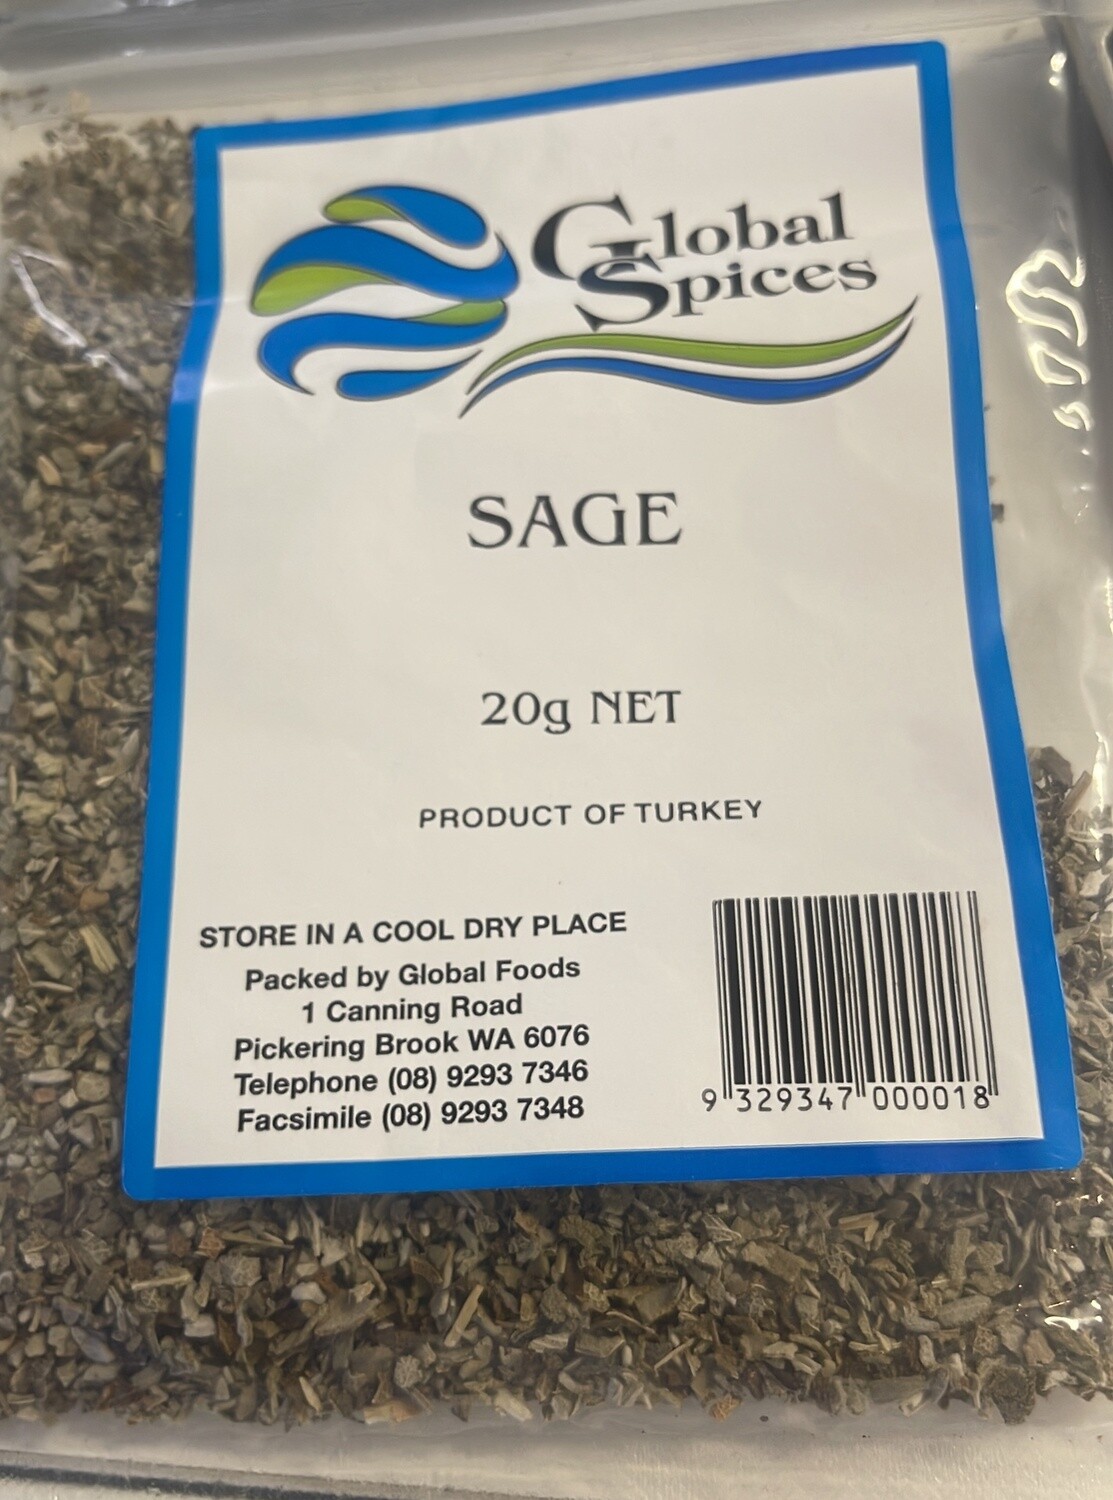 Global
Spices
SAGE
20g NET
PRODUCT OF TURKEY
STORE IN A COOL DRY PLACE
Packed by Global Foods
1 Canning Road
Pickering Brook WA 6076
Telephone (08) 9293 7346
Facsimile (08) 9293 7348
9 329347 000018